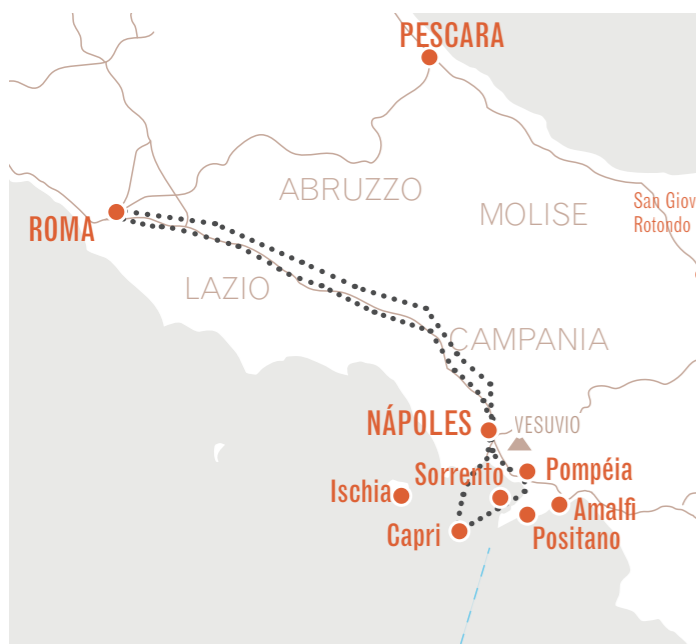 PESCARA
ABRUZZO
MOLISE
San Giov
Rotondo
ROMA
LAZIO
CAMPANIA
NÁPOLES
VESUVIO
Sorrento
Pompéia
Ischia
Amalfi
Capri
Positano